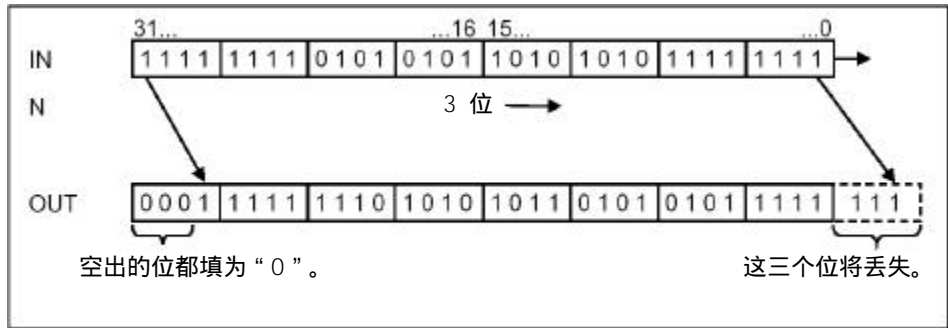 31... ...16 15... ...0
IN 1111 1111 0101 0101 1010 1010 1111 1111
N 3 位
OUT 0001 1111 1110 1010 1011 0101 0101 1111 111
空出的位都填为“0”。 这三个位将丢失。